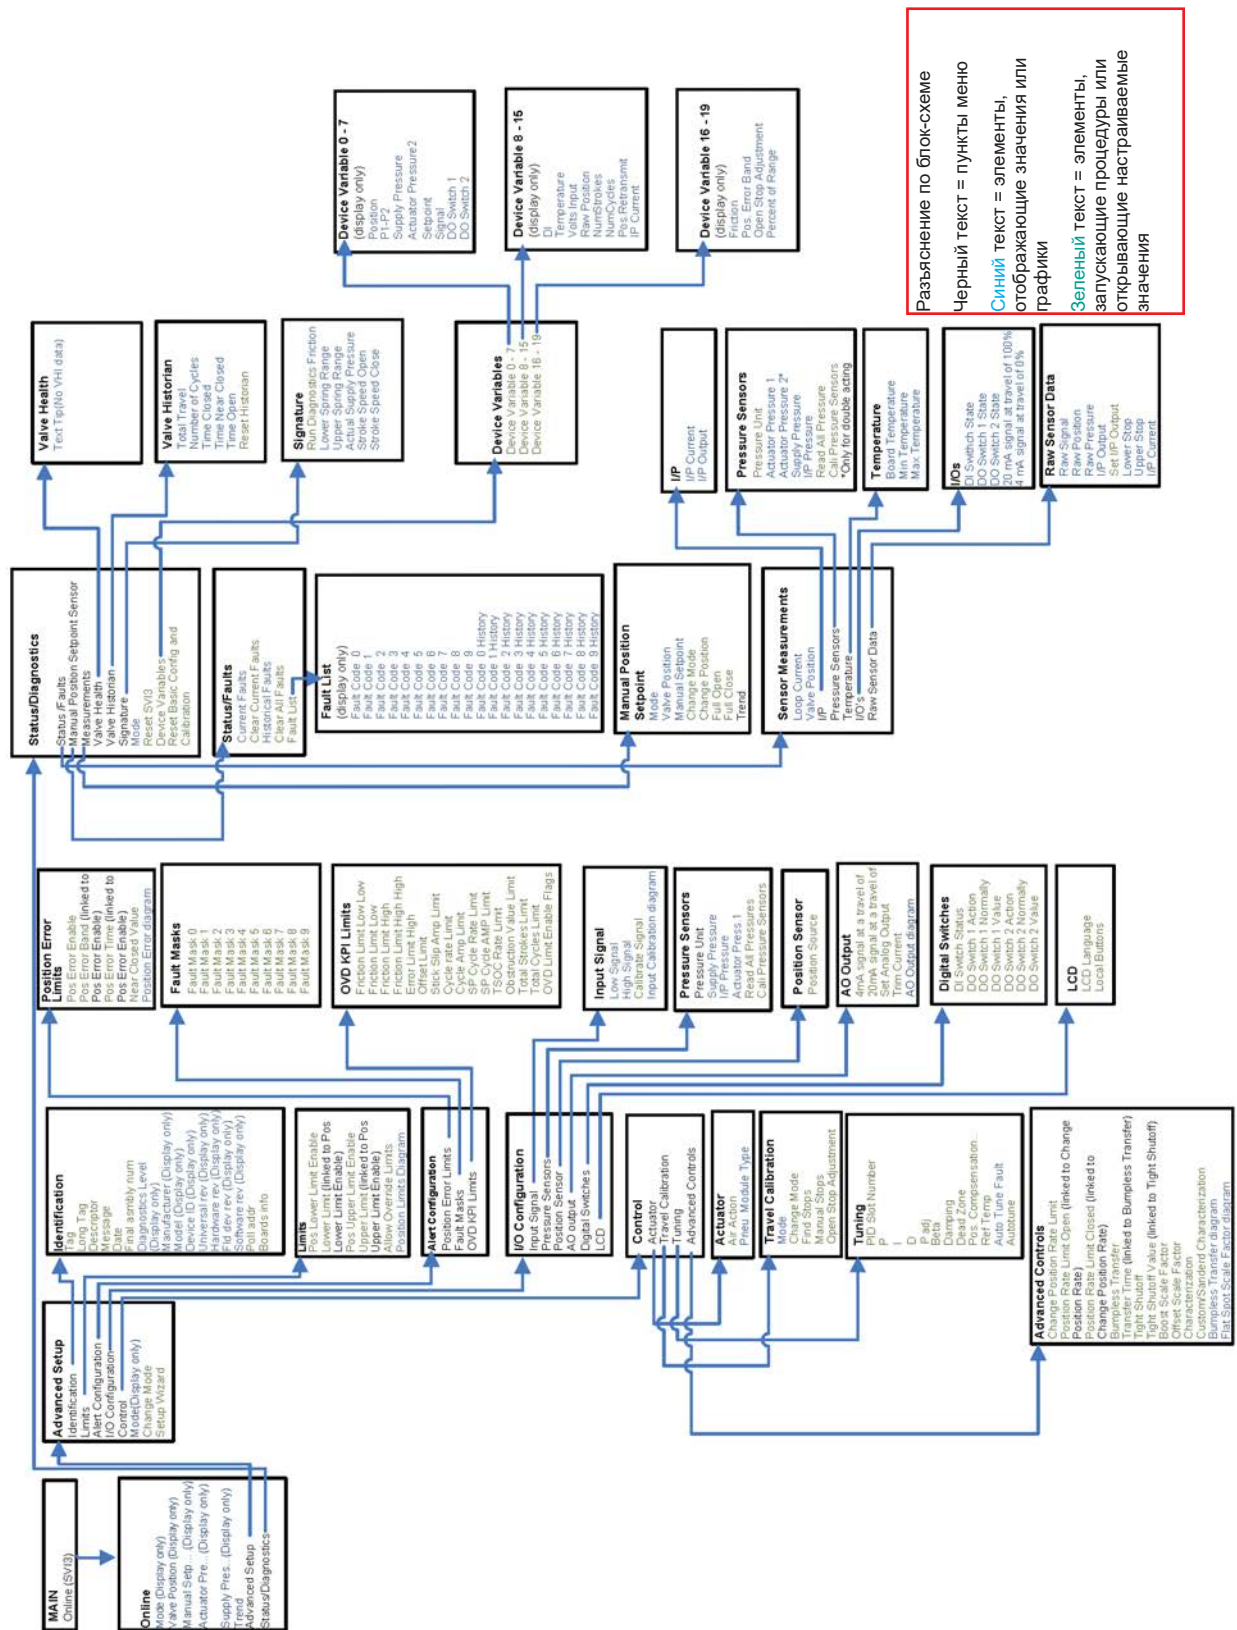 MAIN
Online (SVI3)
Online
Mode (Display only)
Valve Position (Display only)
Manual Setp ... (Display only)
Actuator Pre... (Display only)
Supply Pres...(Display only)
Trend
Advanced Setup
Status/Diagnostics
Advanced Setup
Identification
Limits
Alert Configuration
I/O Configuration
Control
Mode(Display only)
Change Mode
Setup Wizard
Identification
Tag
Long Tag
Descriptor
Message
Date
Final asmbly num
Diagnostics Level
(Display only)
Manufacturer (Display only)
Model (Display only)
Device ID (Display only)
Universal rev (Display only)
Hardware rev (Display only)
Fld dev rev (Display only)
Software rev (Display only)
Poll addr
Boards info
Limits
Pos Lower Limit Enable
Lower Limit (linked to Pos
Lower Limit Enable)
Pos Upper Limit Enable
Upper Limit (linked to Pos
Upper Limit Enable)
Allow Override Limits
Position Limits Diagram
Alert Configuration
Position Error Limits
Fault Masks
OVD KPI Limits
I/O Configuration
Input Signal
Pressure Sensors
Position Sensor
AO output
Digital Switches
LCD
Control
Actuator
Travel Calibration
Tuning
Advanced Controls
Actuator
Air Action
Pneu Module Type
Travel Calibration
Mode
Change Mode
Find Stops
Manual Stops
Open Stop Adjustment
Tuning
PID Slot Number
P
I
D
Padj
Beta
Damping
Dead Zone
Pos. Compensation...
Ref Temp
Auto Tune Fault
Autotune
Advanced Controls
Change Position Rate Limit
Position Rate Limit Open (linked to Change
Position Rate)
Position Rate Limit Closed (linked to
Change Position Rate)
Bumpless Transfer
Transfer Time (linked to Bumpless Transfer)
Tight Shutoff
Tight Shutoff Value (linked to Tight Shutoff)
Boost Scale Factor
Offset Scale Factor
Characterization
Custom/Sanderd Characterization
Bumpless Transfer diagram
Flat Spot Scale Factor diagram
Position Error
Limits
Pos Error Enable
Pos Error Band (linked to
Pos Error Enable)
Pos Error Time (linked to
Pos Error Enable)
Near Closed Value
Position Error diagram
Fault Masks
Fault Mask 0
Fault Mask 1
Fault Mask 2
Fault Mask 3
Fault Mask 4
Fault Mask 5
Fault Mask 6
Fault Mask 7
Fault Mask 8
Fault Mask 9
OVD KPI Limits
Friction Limit Low Low
Friction Limit Low
Friction Limit High
Friction Limit High High
Error Limit High
Offset Limit
Stick Slip Amp Limit
Cycle Rate Limit
Cycle Amp Limit
SP Cycle Rate Limit
SP Cycle AMP Limit
TSOC Rate Limit
Obstruction Value Limit
Total Strokes Limit
Total Cycles Limit
OVD Limit Enable Flags
Input Signal
Low Signal
High Signal
Calibrate Signal
Input Calibration diagram
Pressure Sensors
Pressure Unit
Supply Pressure
I/P Pressure
Actuator Press 1
Read All Pressures
Cali Pressure Sensors
Position Sensor
Position Source
AO Output
4mA signal at a travel of
20mA signal at a travel of
Set Analog Output
Trim Current
AO Output diagram
Digital Switches
DI Switch Status
DO Switch 1 Action
DO Switch 1 Normally
DO Switch 1 Value
DO Switch 2 Action
DO Switch 2 Normally
DO Switch 2 Value
LCD
LCD Language
Local Buttons
Status/Diagnostics
Status /Faults
Manual Position Setpoint Sensor
Measurements
Valve Health
Valve Historian
Signature
Mode
Reset SVI3
Device Variables
Reset Basic Config and
Calibration
Status/Faults
Current Faults
Clear Current Faults
Historical Faults
Clear All Faults
Fault List
Fault List
(display only)
Fault Code 0
Fault Code 1
Fault Code 2
Fault Code 3
Fault Code 4
Fault Code 5
Fault Code 6
Fault Code 7
Fault Code 8
Fault Code 9
Fault Code 0 History
Fault Code 1 History
Fault Code 2 History
Fault Code 3 History
Fault Code 4 History
Fault Code 5 History
Fault Code 6 History
Fault Code 7 History
Fault Code 8 History
Fault Code 9 History
Manual Position
Setpoint
Mode
Valve Position
Manual Setpoint
Change Mode
Change Position
Full Open
Full Close
Trend
Sensor Measurements
Loop Current
Valve Position
I/P
Pressure Sensors
Temperature
I/O's
Raw Sensor Data
Valve Health
Text Tip(No VHI data)
Valve Historian
Total Travel
Number of Cycles
Time Closed
Time Near Closed
Time Open
Reset Historian
Signature
Run Diagnostics Friction
Lower Spring Range
Upper Spring Range
Actual Supply Pressure
Stroke Speed Open
Stroke Speed Close
Device Variables
Device Variable 0 - 7
Device Variable 8 - 15
Device Variable 16 - 19
I/P
I/P Current
I/P Output
Pressure Sensors
Pressure Unit
Actuator Pressure 1
Actuator Pressure 2*
Supply Pressure
I/P Pressure
Read All Pressure
Cali Pressure Sensors
*Only for double acting
Temperature
Board Temperature
Min Temperature
Max Temperature
I/Os
DI Switch State
DO Switch 1 State
DO Switch 2 State
20 mA signal at travel of 100%
4 mA signal at travel of 0%
Raw Sensor Data
Raw Signal
Raw Position
Raw Pressure
I/P Output
Set I/P Output
Lower Stop
Upper Stop
I/P Current
Device Variable 0 - 7
(display only)
Position
P1-P2
Supply Pressure
Actuator Pressure2
Setpoint
Signal
DO Switch 1
DO Switch 2
Device Variable 8 - 15
(display only)
DI
Temperature
Volts Input
Raw Position
NumStrokes
NumCycles
Pos Retransmit
IP Current
Device Variable 16 - 19
(display only)
Friction
Pos. Error Band
Open Stop Adjustment
Percent of Range
Разъяснение по блок-схеме
Черный текст = пункты меню
Синий текст = элементы,
отображающие значения или
графики
Зеленый текст = элементы,
запускающие процедуры или
открывающие настраиваемые
значения